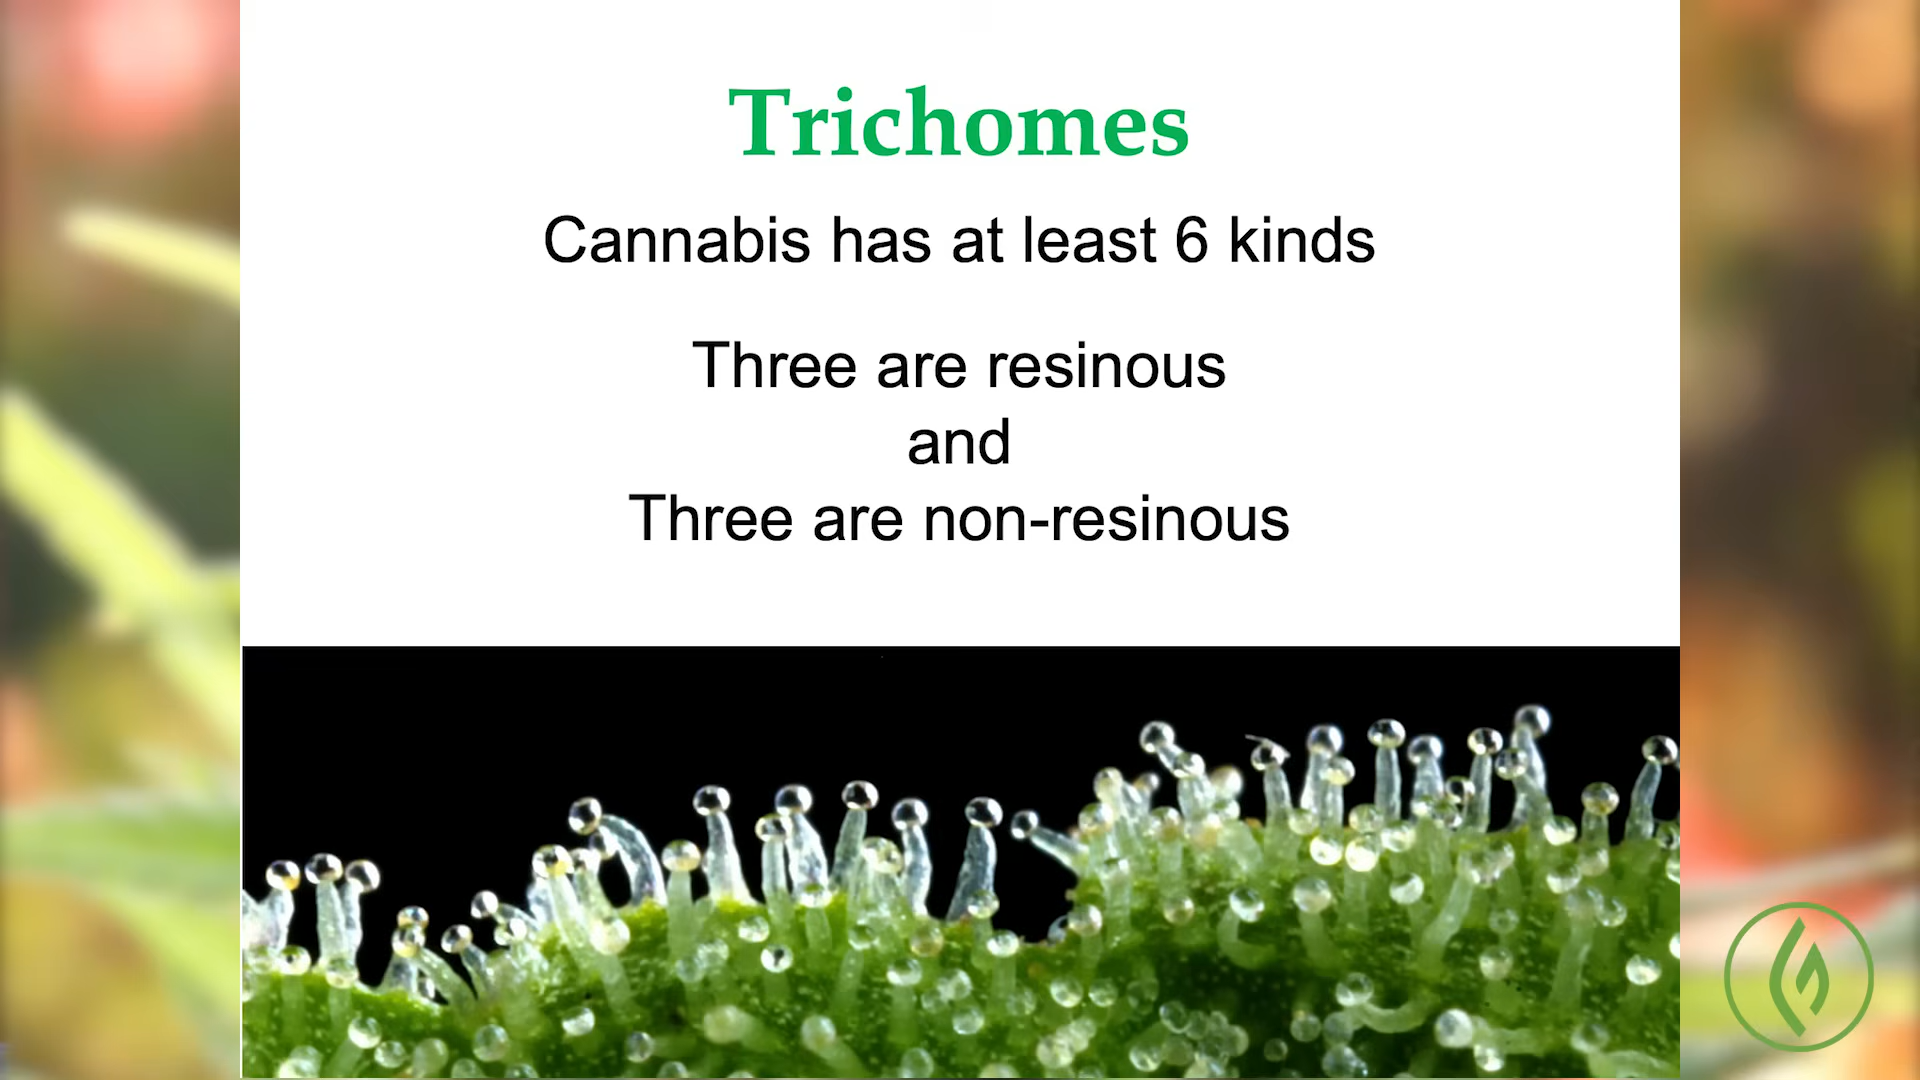 Trichomes
Cannabis has at least 6 kinds
Three are resinous
and
Three are non-resinous